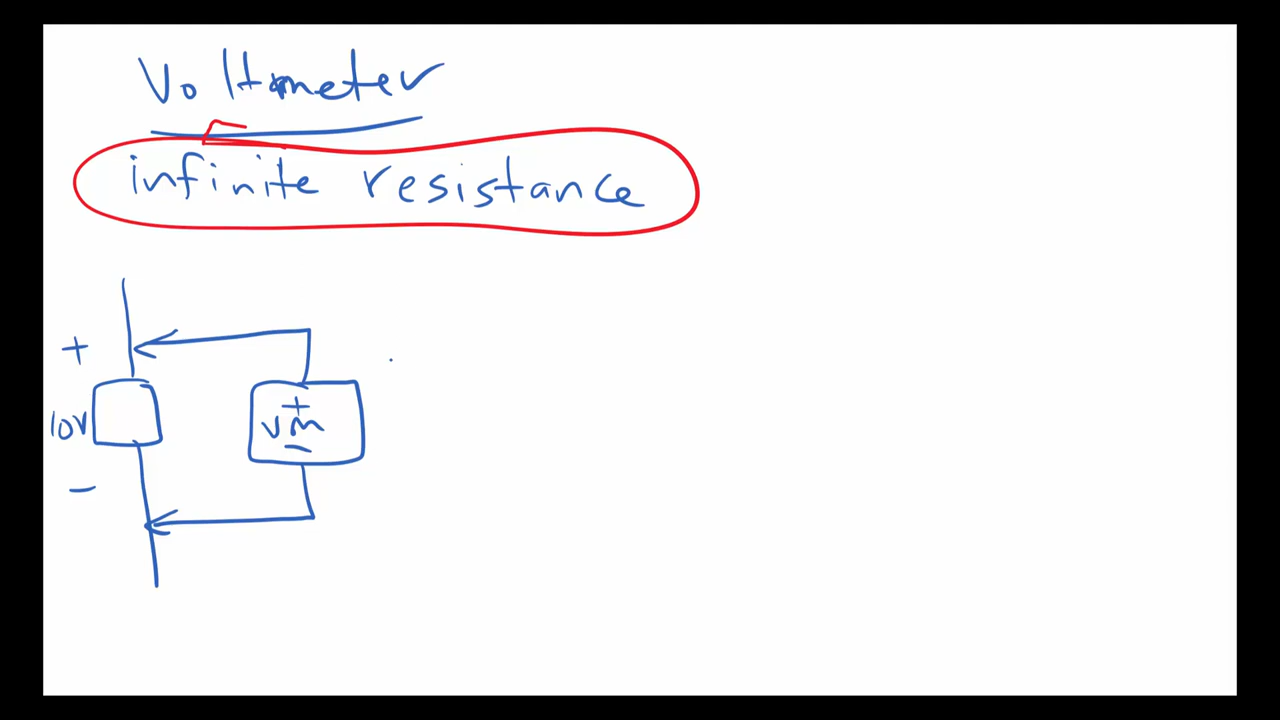 Voltmeter
infinite resistance
+
10V
-
+
vm
-